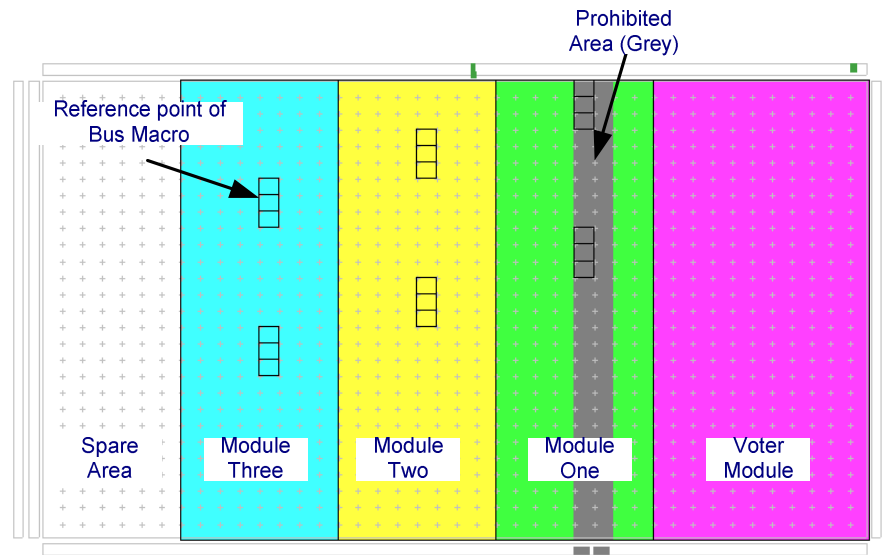 Prohibited
Area (Grey)
Reference point of
Bus Macro
Spare
Area
Module
Three
Module
Two
Module
One
Voter
Module